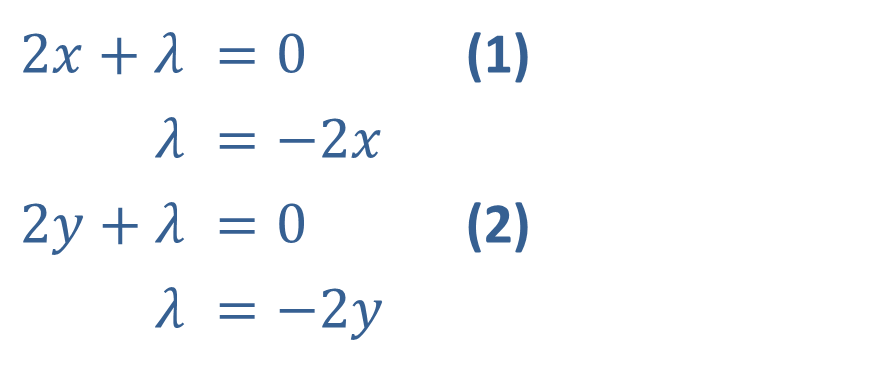 2x + λ = 0 (1)
λ = −2x
2y + λ = 0 (2)
λ = −2y